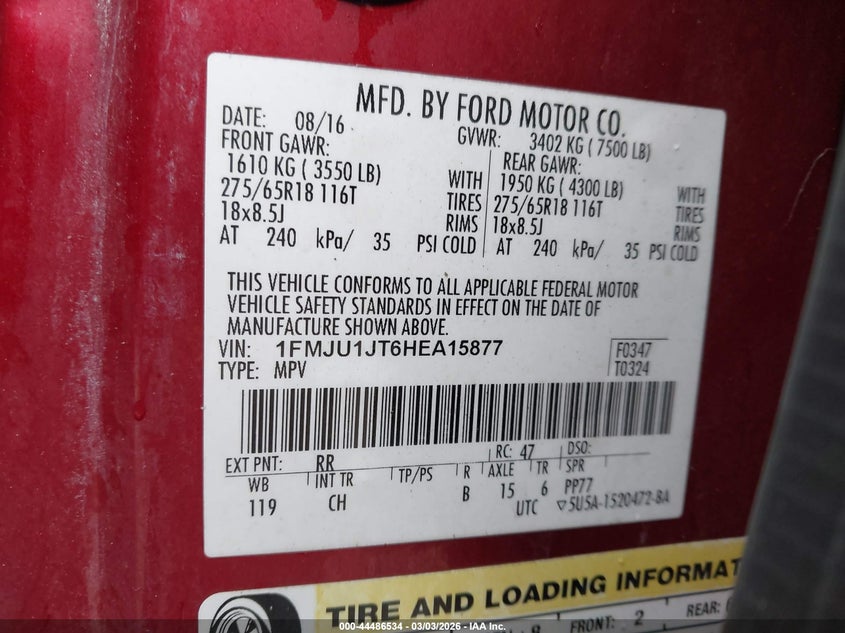 MFD. BY FORD MOTOR CO.
DATE: 08/16 GVWR: 3402 KG ( 7500 LB)
FRONT GAWR: REAR GAWR:
1610 KG ( 3550 LB) WITH 1950 KG ( 4300 LB) WITH
275/65R18 116T TIRES 275/65R18 116T TIRES
18x8.5J RIMS 18x8.5J RIMS
AT 240 kPa/ 35 PSI COLD AT 240 kPa/ 35 PSI COLD
THIS VEHICLE CONFORMS TO ALL APPLICABLE FEDERAL MOTOR
VEHICLE SAFETY STANDARDS IN EFFECT ON THE DATE OF
MANUFACTURE SHOWN ABOVE.
VIN: 1FMJU1JT6HEA15877 F0347
TYPE: MPV T0324
EXT PNT: RR RC: 47 DSO:
WB INT TR TP/PS R AXLE TR SPR
119 CH B 15 6 PP77
UTC ▽5U5A-1520472-BA
TIRE AND LOADING INFORMAT
FRONT: 2 REAR:
000-44486534 — 03/03/2026 — IAA Inc.